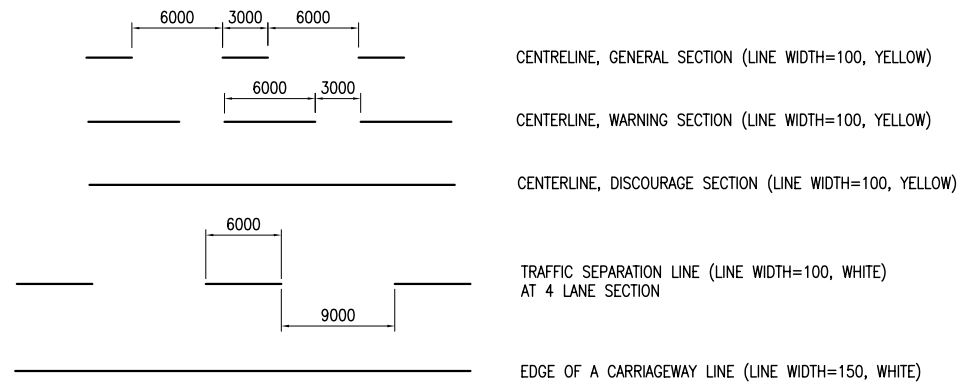 6000 3000 6000
CENTRELINE, GENERAL SECTION (LINE WIDTH=100, YELLOW)
6000 3000
CENTERLINE, WARNING SECTION (LINE WIDTH=100, YELLOW)
CENTERLINE, DISCOURAGE SECTION (LINE WIDTH=100, YELLOW)
6000
TRAFFIC SEPARATION LINE (LINE WIDTH=100, WHITE)
AT 4 LANE SECTION
9000
EDGE OF A CARRIAGEWAY LINE (LINE WIDTH=150, WHITE)